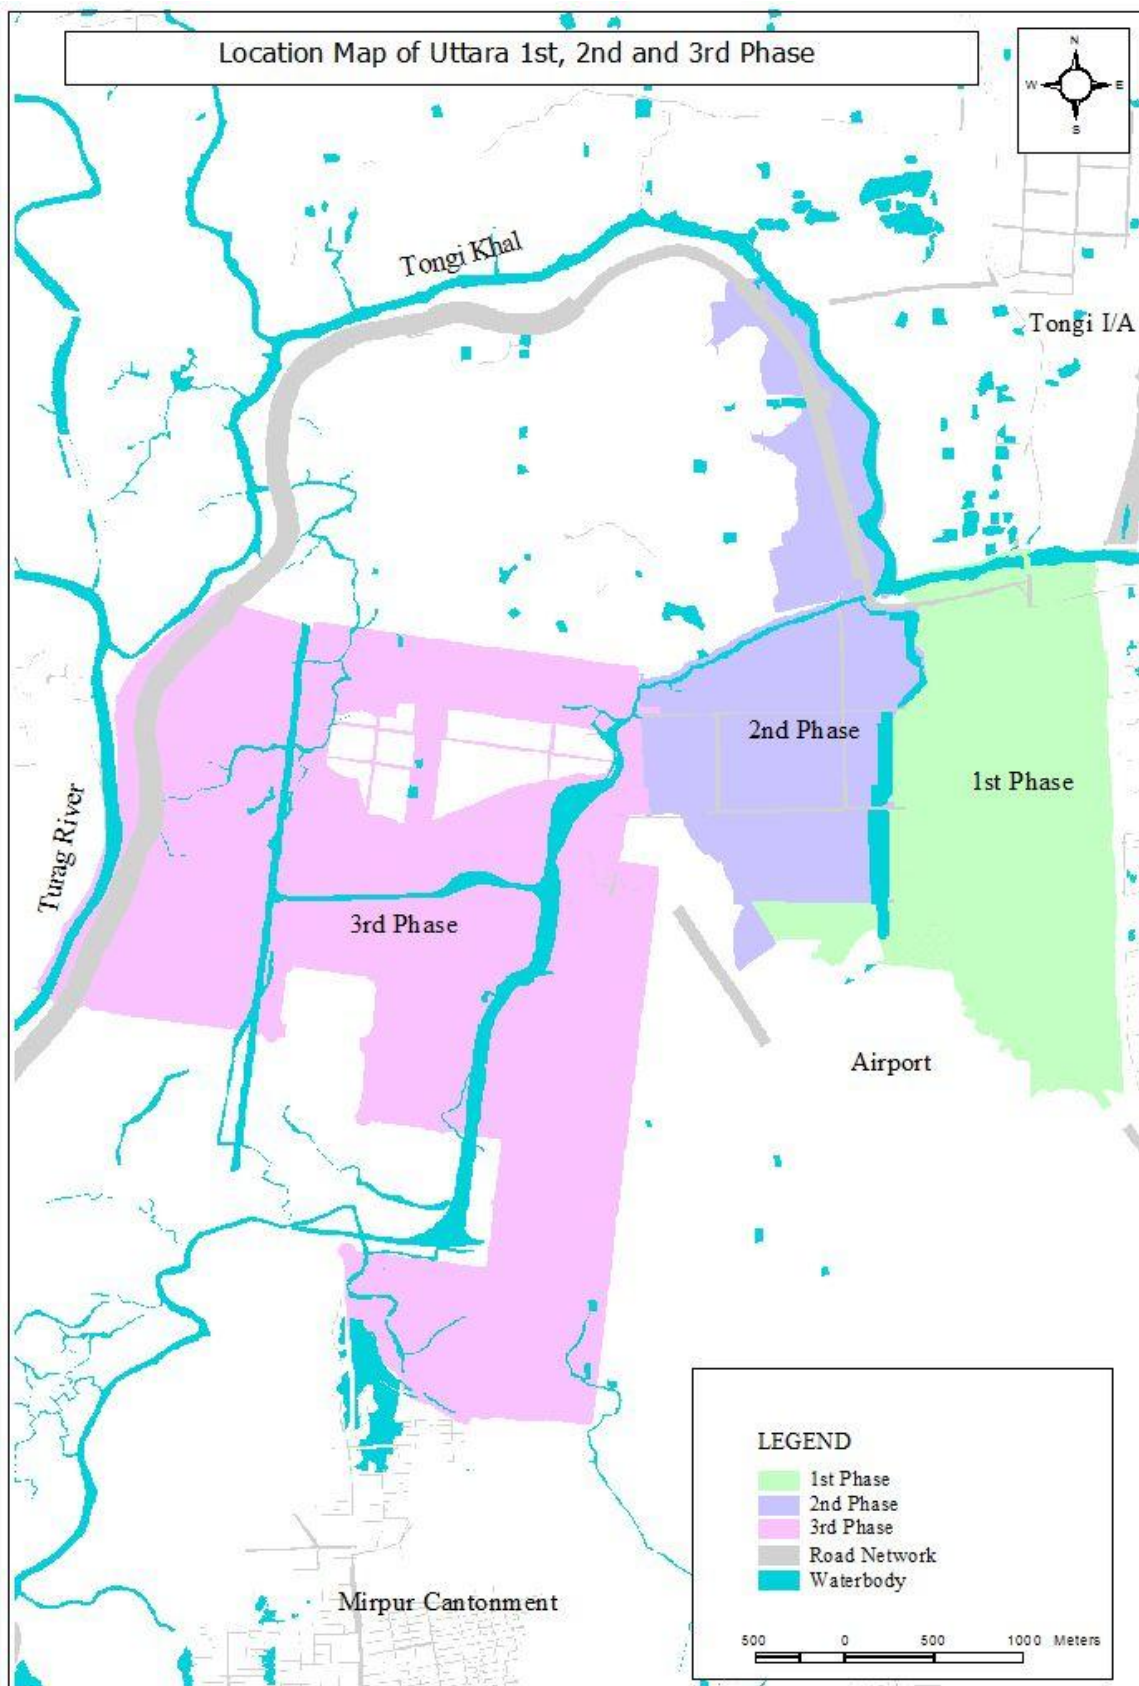 Location Map of Uttara 1st, 2nd and 3rd Phase
N
W E
S
Tongi Khal
Tongi I/A
2nd Phase
1st Phase
Turag River
3rd Phase
Airport
LEGEND
1st Phase
2nd Phase
3rd Phase
Road Network
Waterbody
Mirpur Cantonment
500 0 500 1000 Meters